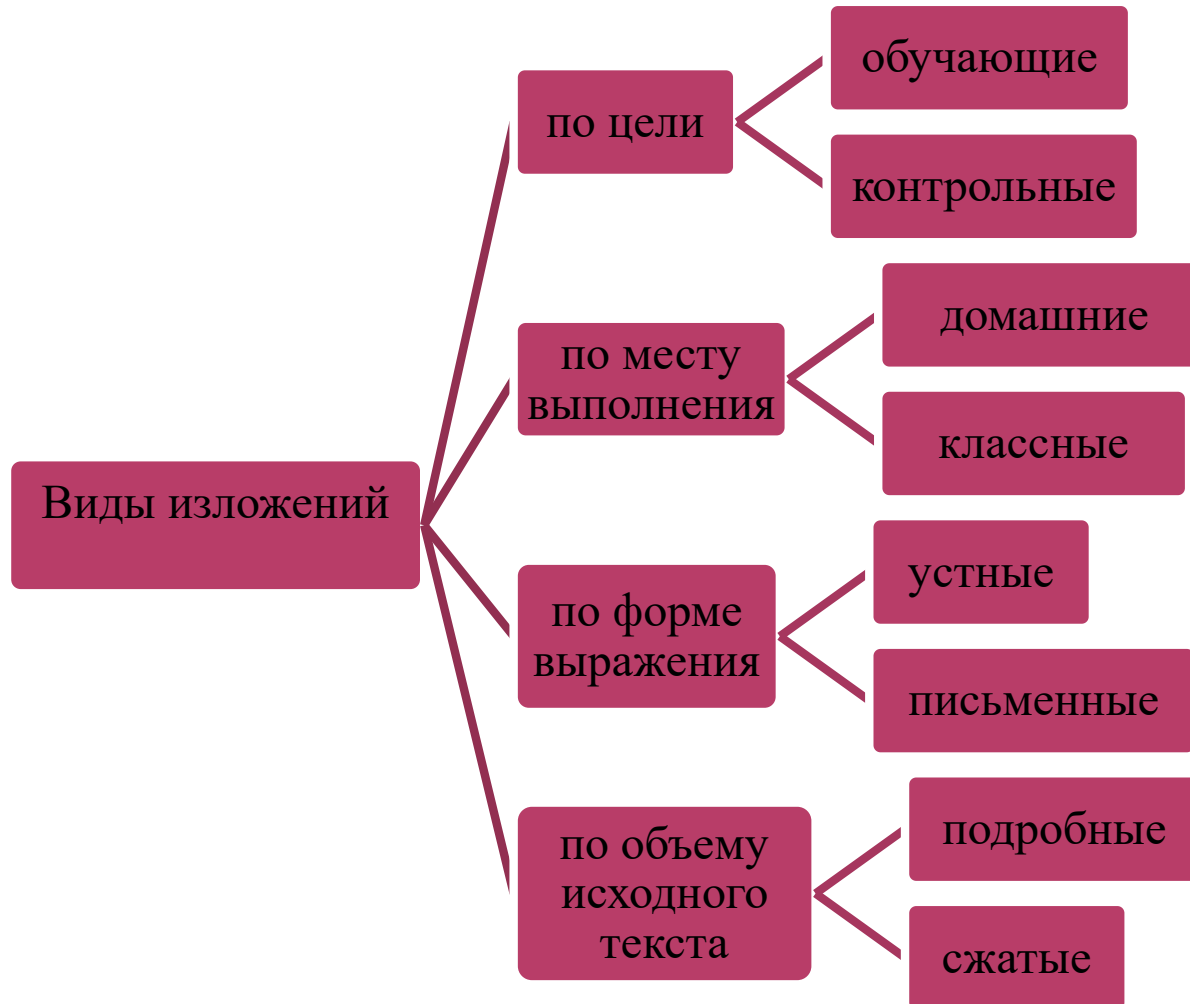 Виды изложений
по цели
обучающие
контрольные
по месту
выполнения
домашние
классные
по форме
выражения
устные
письменные
по объему
исходного
текста
подробные
сжатые